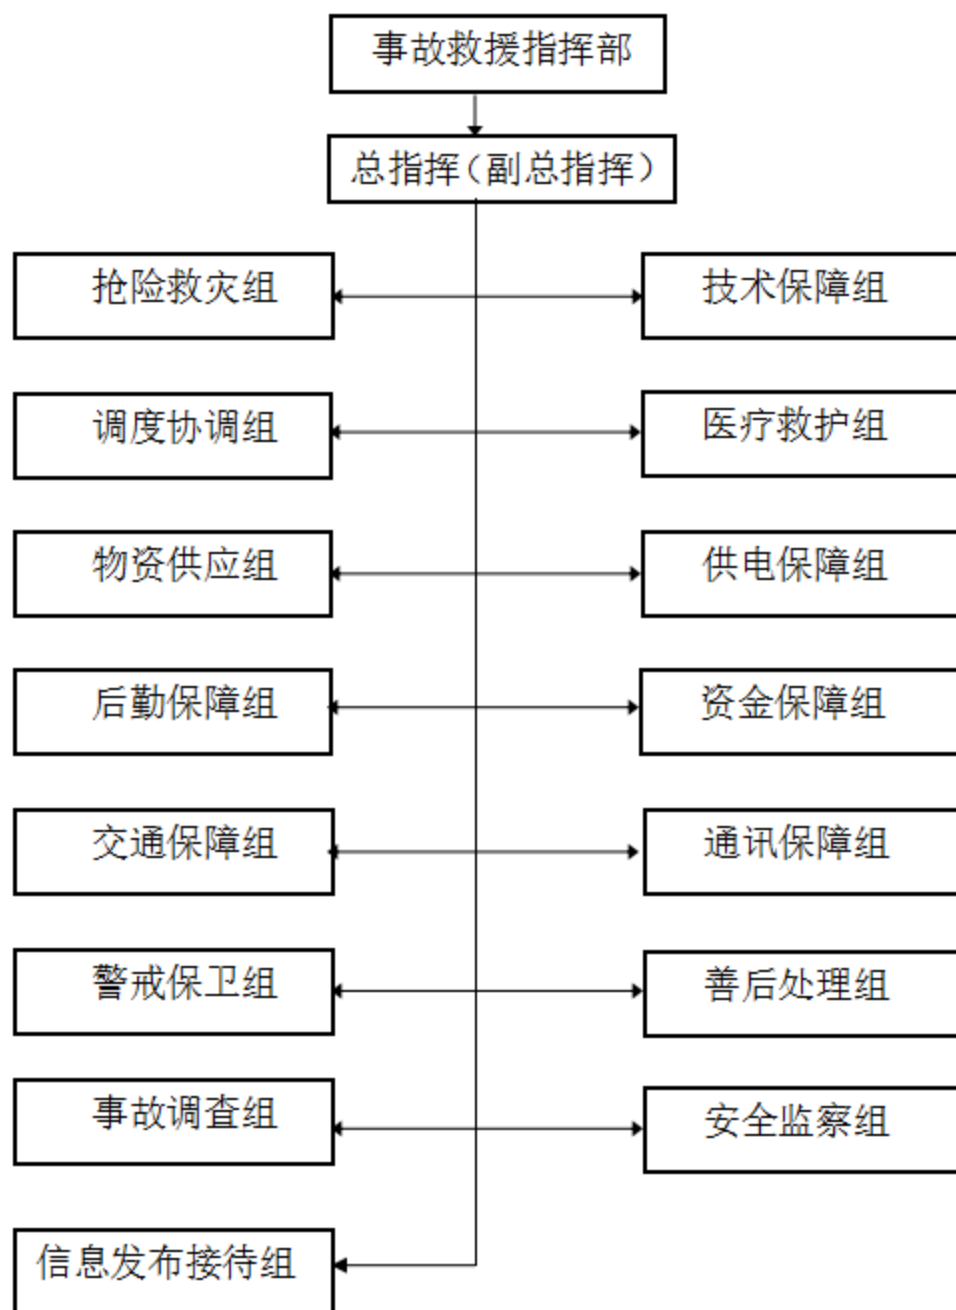 事故救援指挥部
总指挥（副总指挥）
抢险救灾组
技术保障组
调度协调组
医疗救护组
物资供应组
供电保障组
后勤保障组
资金保障组
交通保障组
通讯保障组
警戒保卫组
善后处理组
事故调查组
安全监察组
信息发布接待组